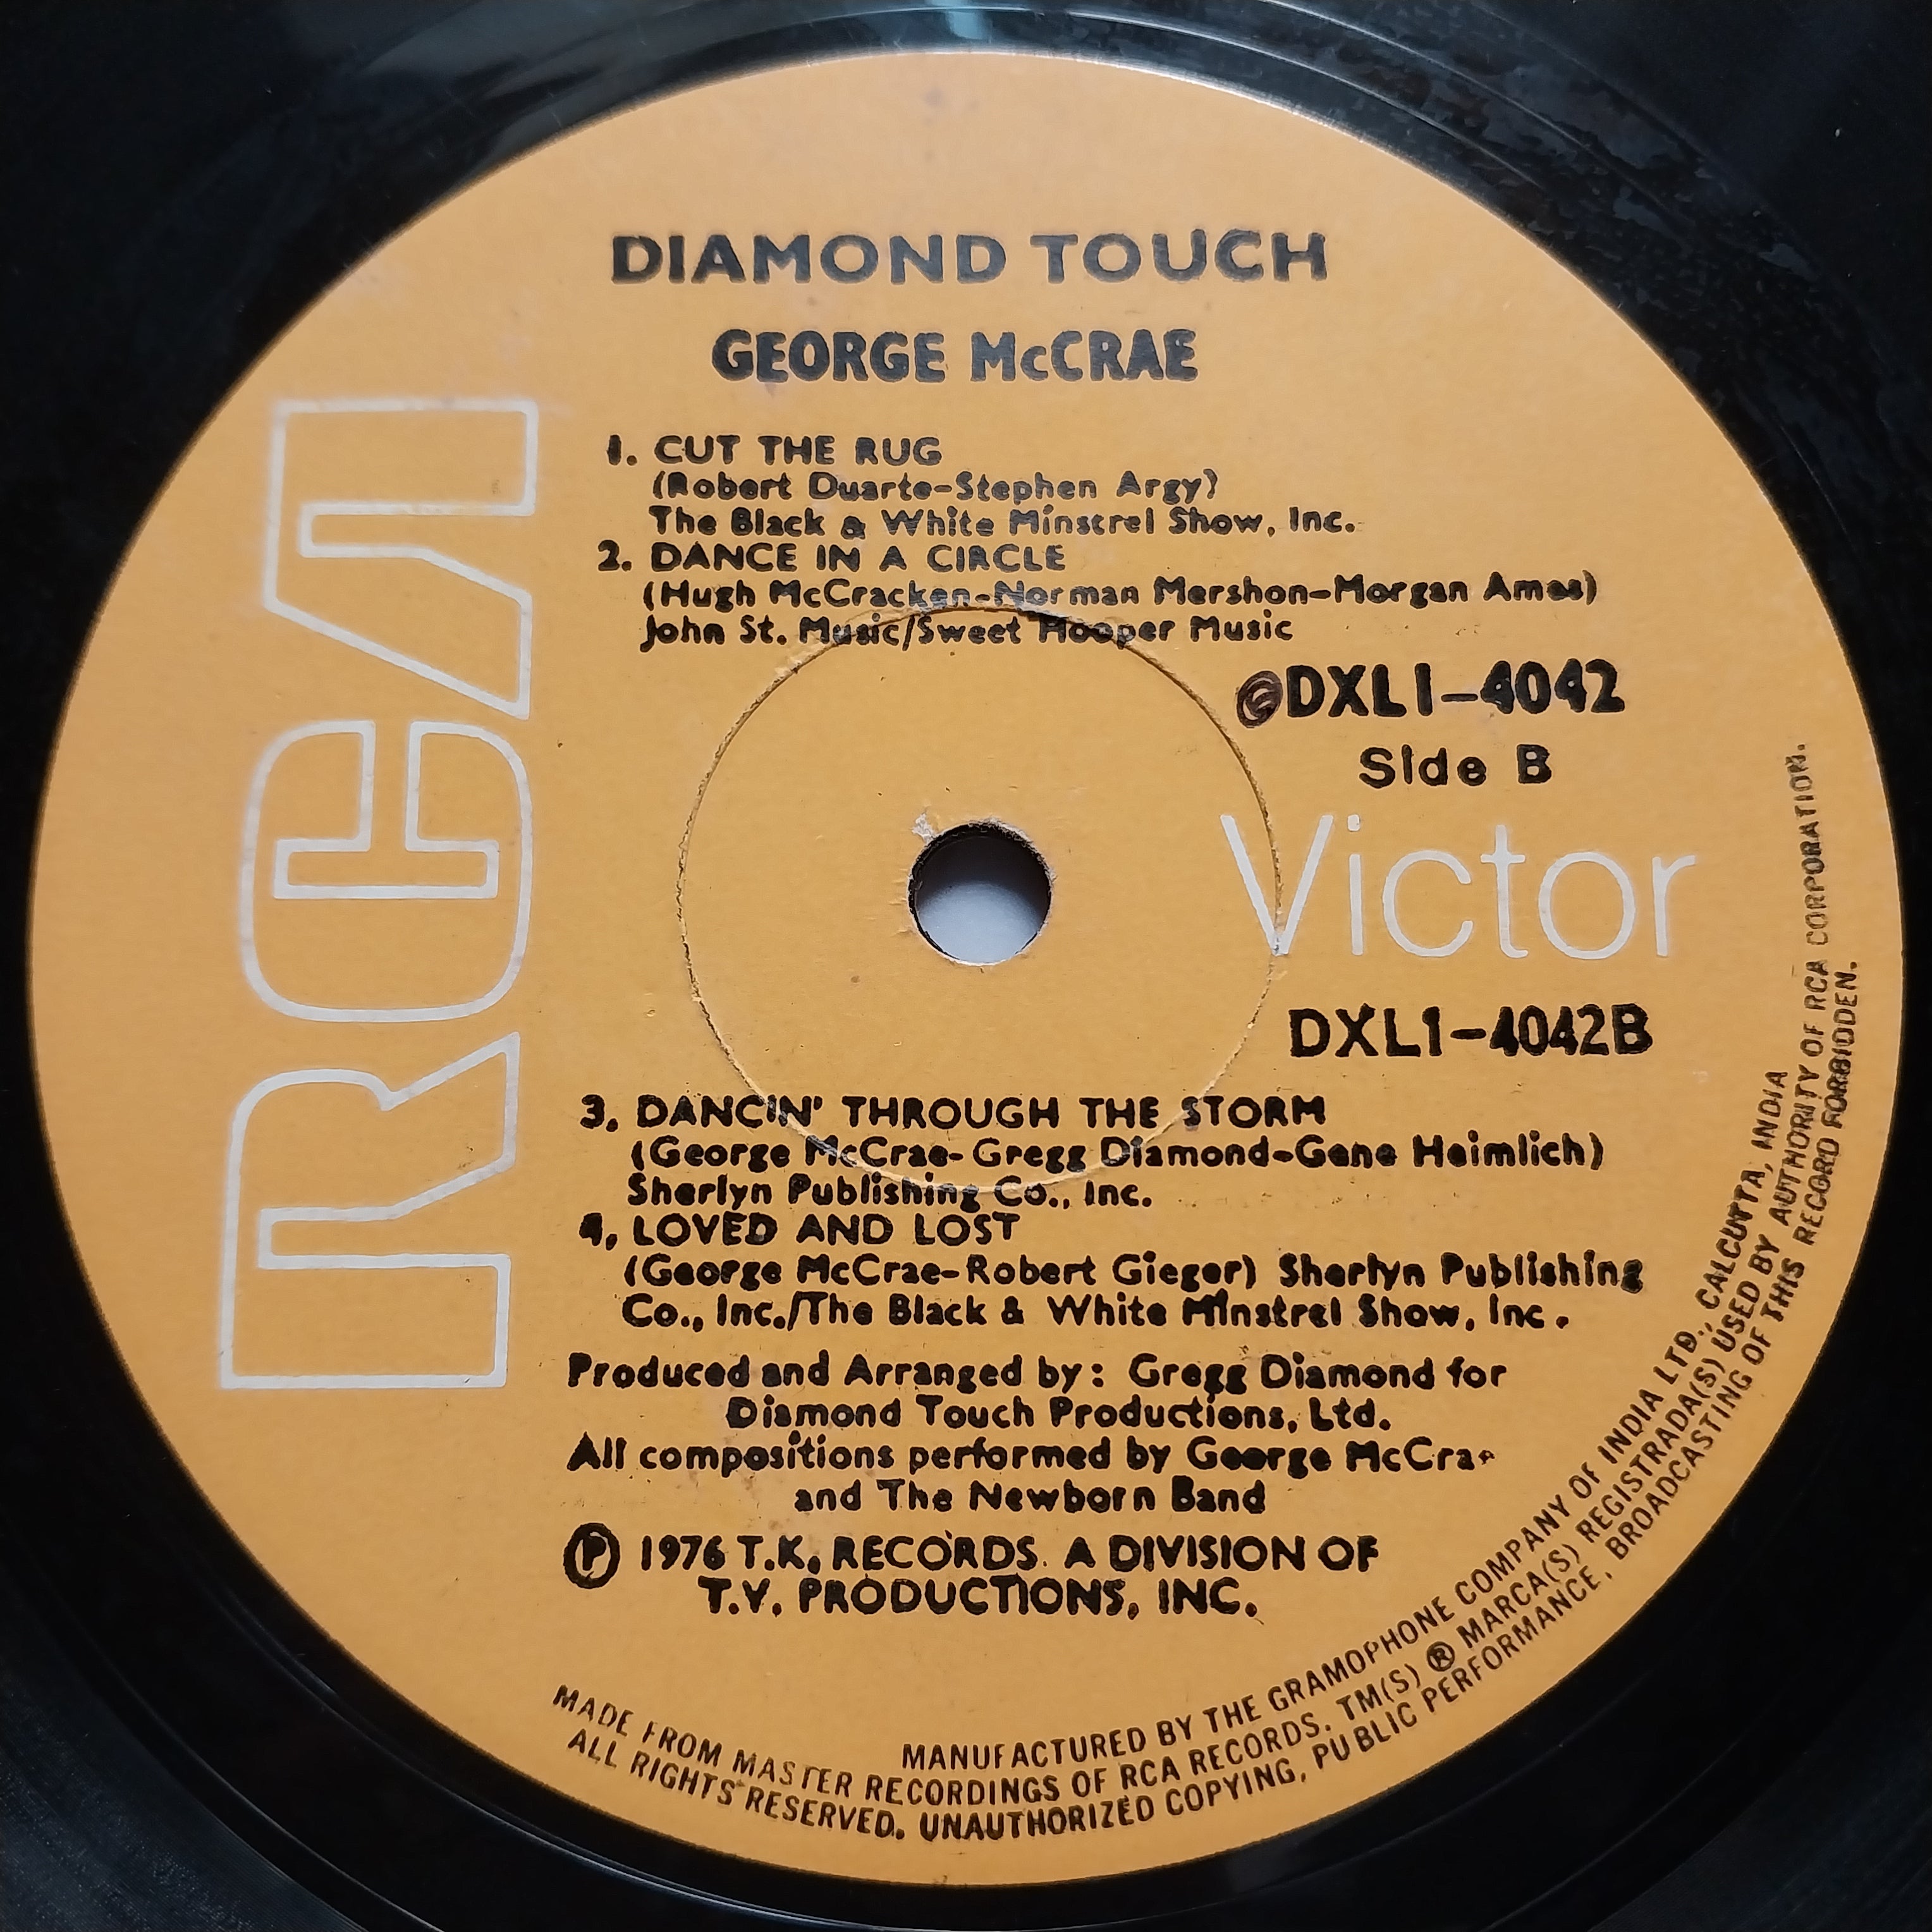 DIAMOND TOUCH
GEORGE McCRAE
1. CUT THE RUG
(Robert Duarte-Stephen Argy)
The Black & White Minstrel Show, Inc.
2. DANCE IN A CIRCLE
(Hugh McCracken-Norman Mershon-Morgan Ames)
John St. Music/Sweet Hooper Music
DXL1-4042
Side B
RCA
Victor
DXL1-4042B
3. DANCIN' THROUGH THE STORM
(George McCrae-Gregg Diamond-Gene Heimlich)
Sherlyn Publishing Co., Inc.
4. LOVED AND LOST
(George McCrae-Robert Gieger) Sherlyn Publishing
Co., Inc./The Black & White Minstrel Show, Inc.
Produced and Arranged by: Gregg Diamond for
Diamond Touch Productions, Ltd.
All compositions performed by George McCrae
and The Newborn Band
℗ 1976 T.K. RECORDS. A DIVISION OF
T.V. PRODUCTIONS, INC.
MANUFACTURED BY THE GRAMOPHONE COMPANY OF INDIA LTD., CALCUTTA, INDIA
MADE FROM MASTER RECORDINGS OF RCA RECORDS. TM(S) ® MARCA(S) REGISTRADA(S) USED BY AUTHORITY OF RCA CORPORATION.
ALL RIGHTS RESERVED. UNAUTHORIZED COPYING, PUBLIC PERFORMANCE, BROADCASTING OF THIS RECORD FORBIDDEN.